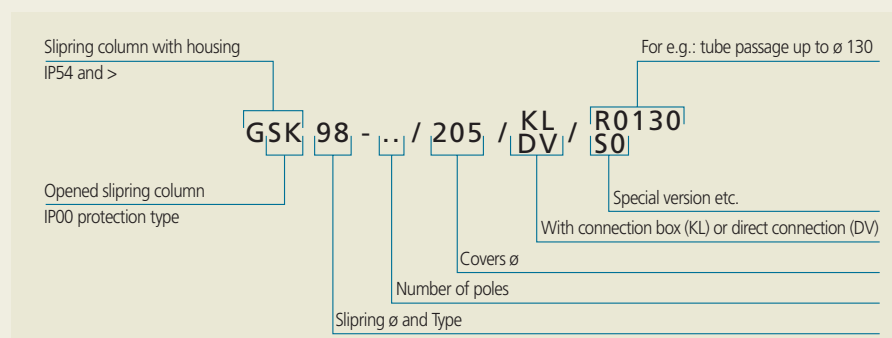 Slipring column with housing
IP54 and >
For e.g.: tube passage up to ø 130
GSK 98 - .. / 205 / KL / R0130
DV S0
Opened slipring column
IP00 protection type
Special version etc.
With connection box (KL) or direct connection (DV)
Covers ø
Number of poles
Slipring ø and Type